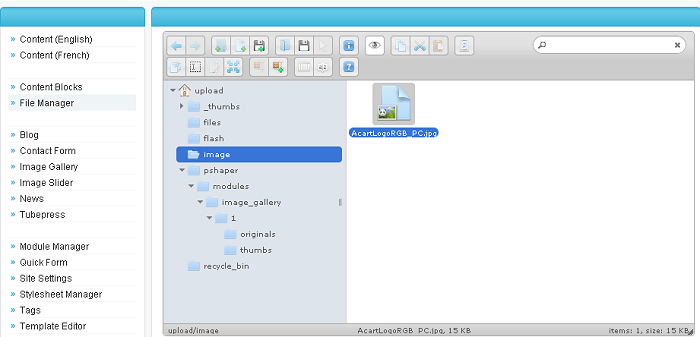 Content (English)
Content (French)
Content Blocks
File Manager
Blog
Contact Form
Image Gallery
Image Slider
News
Tubepress
Module Manager
Quick Form
Site Settings
Stylesheet Manager
Tags
Template Editor
upload
_thumbs
files
flash
image
pshaper
modules
image_gallery
1
originals
thumbs
recycle_bin
AcartLogoRGB_PC.jpg
upload/image
AcartLogoRGB_PC.jpg, 15 KB
items: 1, size: 15 KB